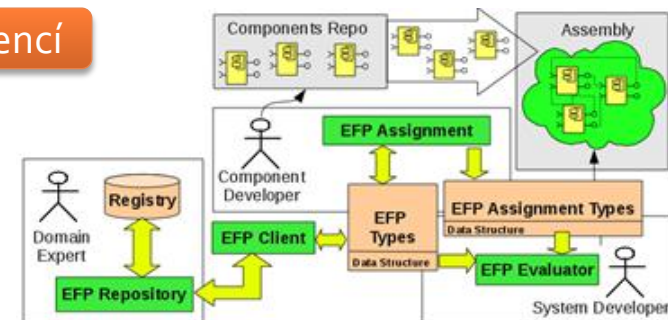 encí
Components Repo
Assembly
EFP Assignment
Component
Developer
Registry
EFP
Types
EFP Assignment Types
Data Structure
Domain
Expert
EFP Client
Data Structure
EFP Evaluator
EFP Repository
System Developer